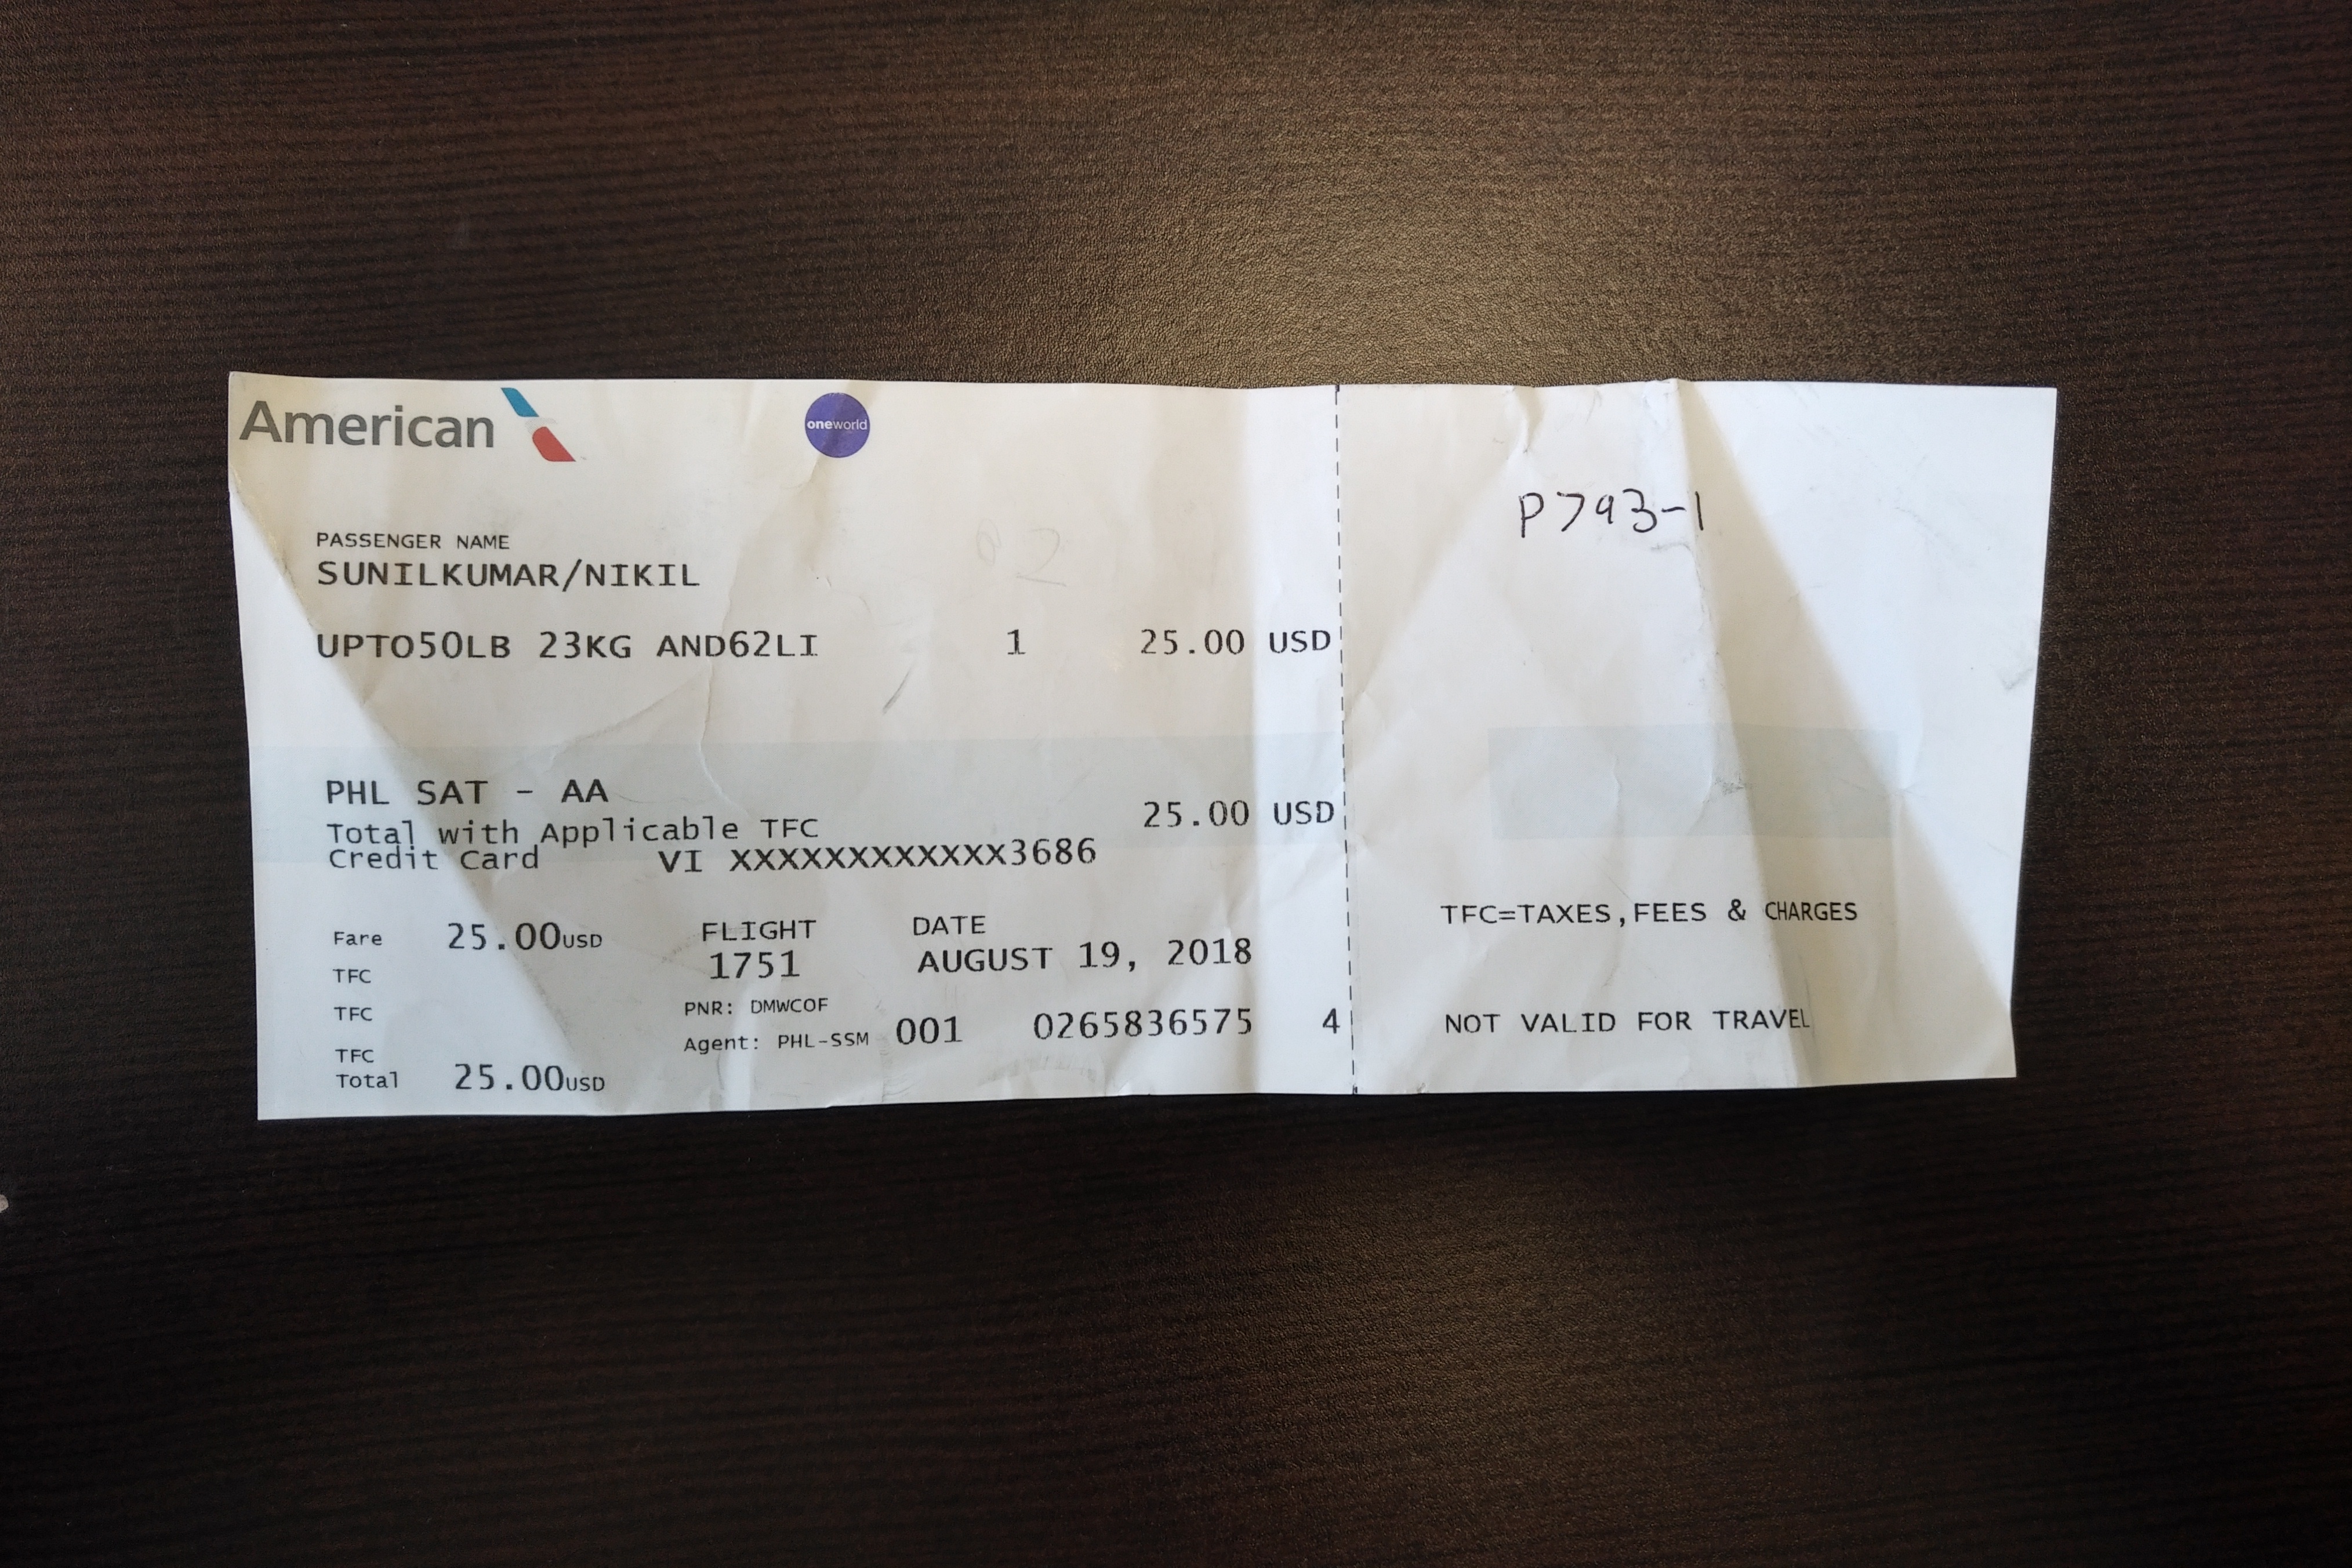 American
oneworld
PASSENGER NAME
SUNILKUMAR/NIKIL
UPTO50LB 23KG AND62LI 1 25.00 USD
PHL SAT - AA
Total with Applicable TFC 25.00 USD
Credit Card VI XXXXXXXXXXXX3686
Fare 25.00USD FLIGHT DATE
TFC 1751 AUGUST 19, 2018
TFC PNR: DMWCOF
TFC Agent: PHL-SSM 001 0265836575 4
Total 25.00USD
P7793-1
TFC=TAXES,FEES & CHARGES
NOT VALID FOR TRAVEL